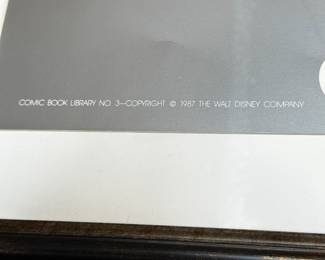 COMIC BOOK LIBRARY NO. 3—COPYRIGHT © 1987 THE WALT DISNEY COMPANY